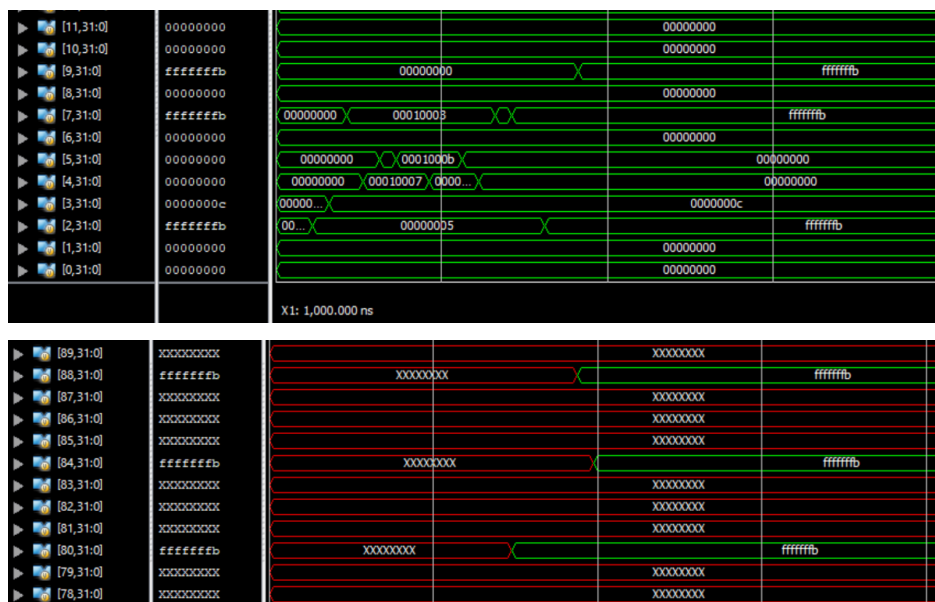 [11,31:0] 00000000 00000000
[10,31:0] 00000000 00000000
[9,31:0] fffffffb 00000000 fffffffb
[8,31:0] 00000000 00000000
[7,31:0] fffffffb 00000000 00010003 fffffffb
[6,31:0] 00000000 00000000
[5,31:0] 00000000 00000000 0001000b 00000000
[4,31:0] 00000000 00000000 00010007 0000... 00000000
[3,31:0] 0000000c 00000... 0000000c
[2,31:0] fffffffb 00... 00000005 fffffffb
[1,31:0] 00000000 00000000
[0,31:0] 00000000 00000000
X1: 1,000.000 ns
[89,31:0] XXXXXXXX XXXXXXXX
[88,31:0] fffffffb XXXXXXXX fffffffb
[87,31:0] XXXXXXXX XXXXXXXX
[86,31:0] XXXXXXXX XXXXXXXX
[85,31:0] XXXXXXXX XXXXXXXX
[84,31:0] fffffffb XXXXXXXX fffffffb
[83,31:0] XXXXXXXX XXXXXXXX
[82,31:0] XXXXXXXX XXXXXXXX
[81,31:0] XXXXXXXX XXXXXXXX
[80,31:0] fffffffb XXXXXXXX fffffffb
[79,31:0] XXXXXXXX XXXXXXXX
[78,31:0] XXXXXXXX XXXXXXXX